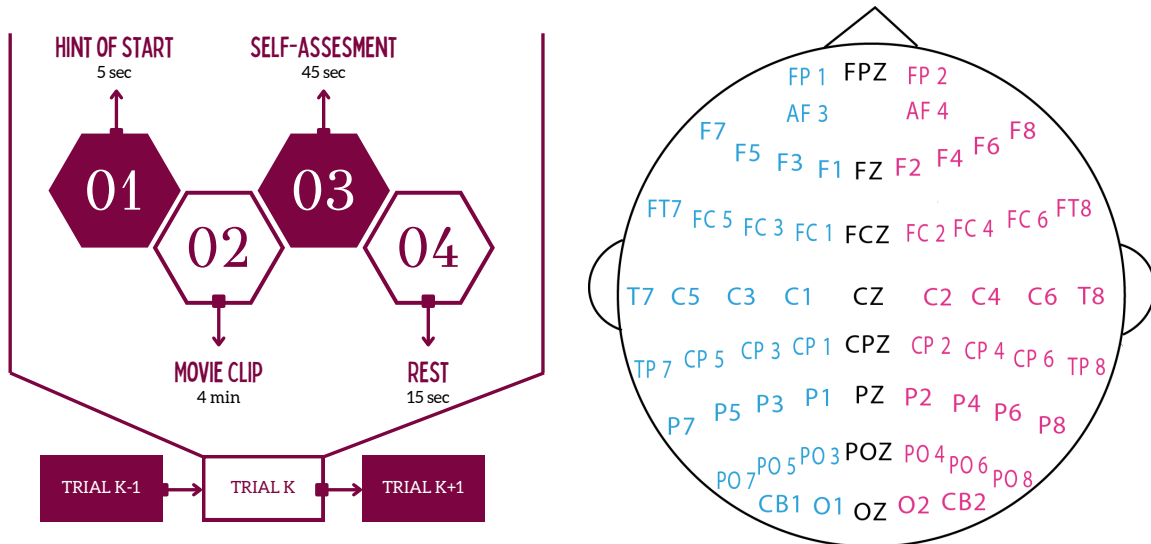 HINT OF START
5 sec
SELF-ASSESMENT
45 sec
01
02
03
04
MOVIE CLIP
4 min
REST
15 sec
TRIAL K-1
TRIAL K
TRIAL K+1
FP 1 FPZ FP 2
AF 3 AF 4
F7 F5 F3 F1 FZ F2 F4 F6 F8
FT7 FC 5 FC 3 FC 1 FCZ FC 2 FC 4 FC 6 FT8
T7 C5 C3 C1 CZ C2 C4 C6 T8
TP 7 CP 5 CP 3 CP 1 CPZ CP 2 CP 4 CP 6 TP 8
P7 P5 P3 P1 PZ P2 P4 P6 P8
PO 7 PO 5 PO 3 POZ PO 4 PO 6 PO 8
CB1 O1 OZ O2 CB2